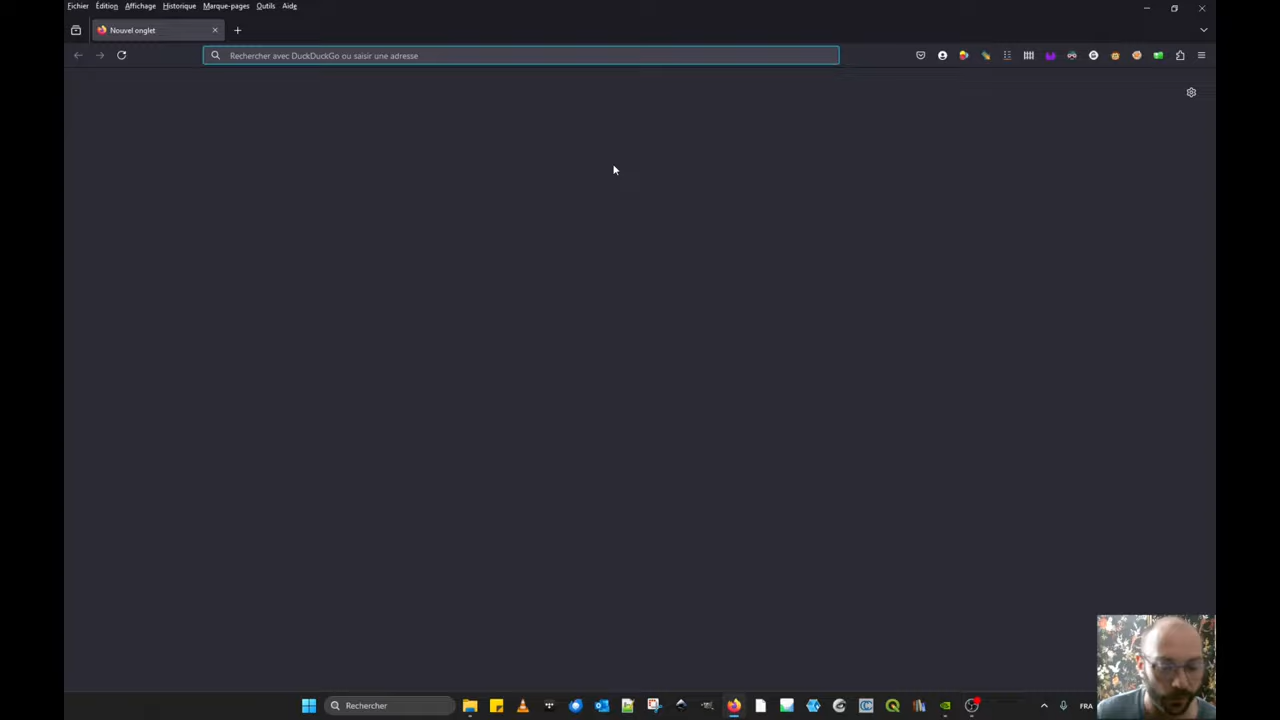 Fichier Édition Affichage Historique Marque-pages Outils Aide
Nouvel onglet
Rechercher avec DuckDuckGo ou saisir une adresse
Rechercher
FRA